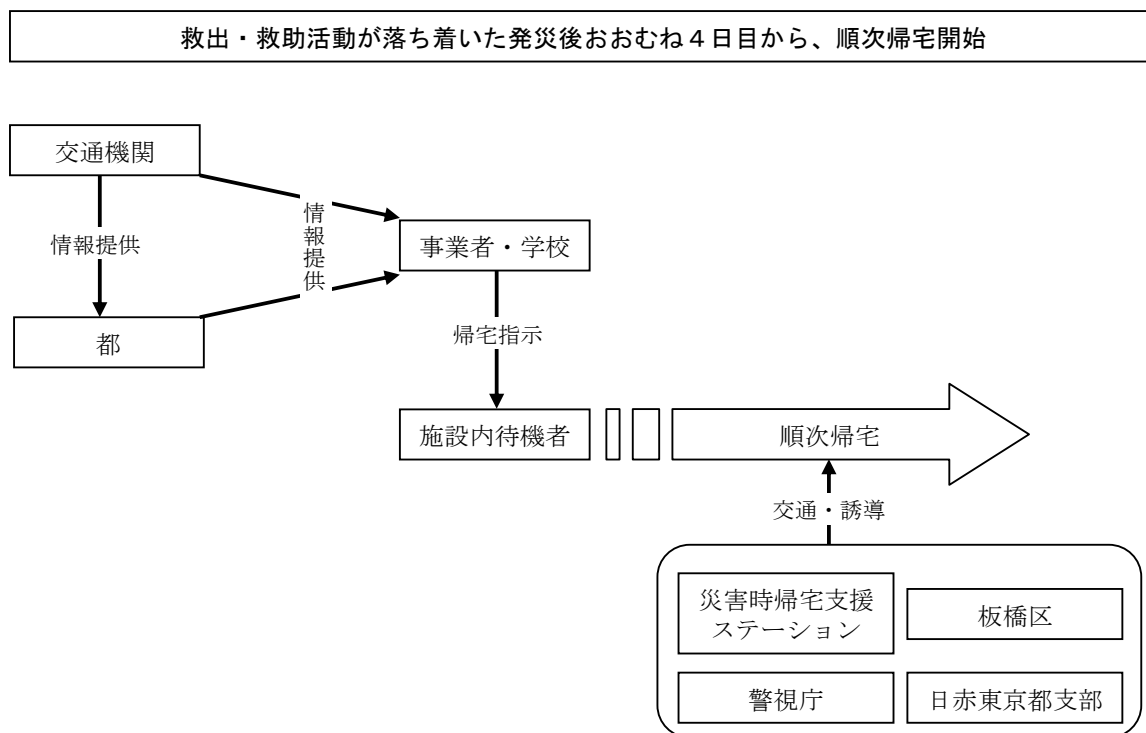 救出・救助活動が落ち着いた発災後おおむね４日目から、順次帰宅開始
交通機関
情報提供
情報提供
事業者・学校
都
帰宅指示
施設内待機者
順次帰宅
交通・誘導
災害時帰宅支援
ステーション
板橋区
警視庁
日赤東京都支部